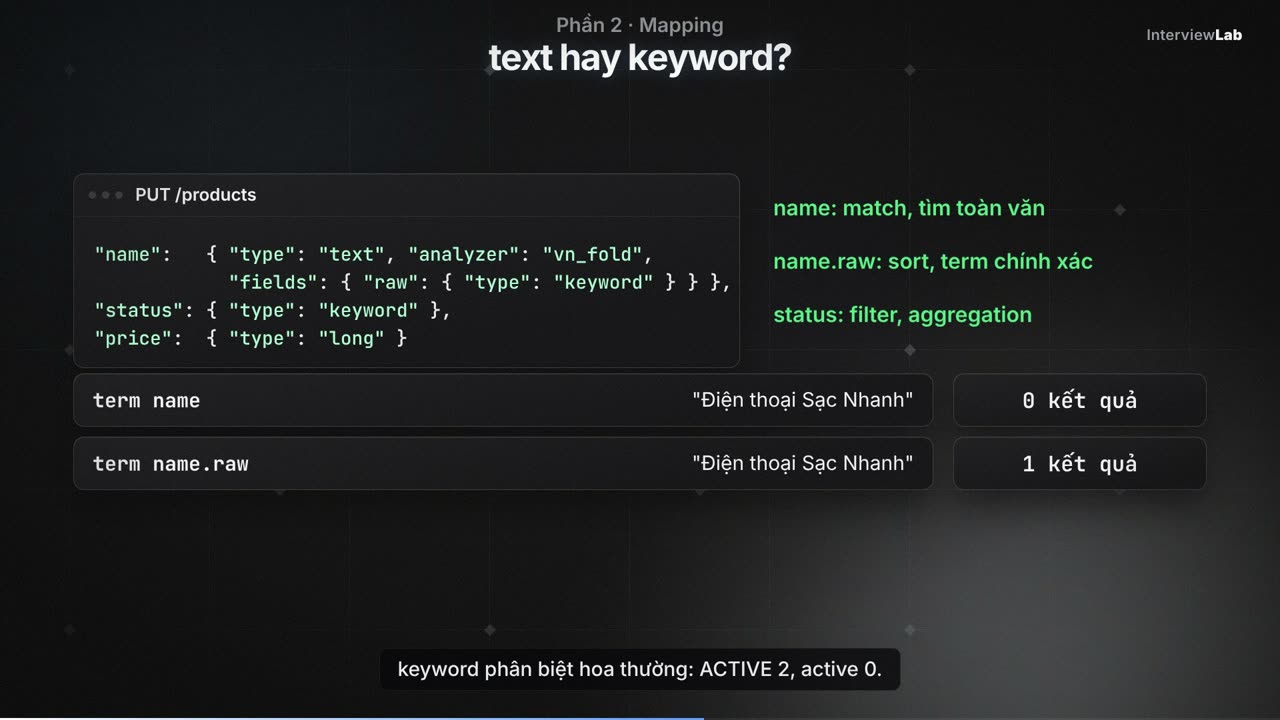 Phần 2 · Mapping
text hay keyword?
InterviewLab
PUT /products
"name":   { "type": "text", "analyzer": "vn_fold",
"fields": { "raw": { "type": "keyword" } } },
"status": { "type": "keyword" },
"price":  { "type": "long" }
name: match, tìm toàn văn
name.raw: sort, term chính xác
status: filter, aggregation
term name "Điện thoại Sạc Nhanh" 0 kết quả
term name.raw "Điện thoại Sạc Nhanh" 1 kết quả
keyword phân biệt hoa thường: ACTIVE 2, active 0.